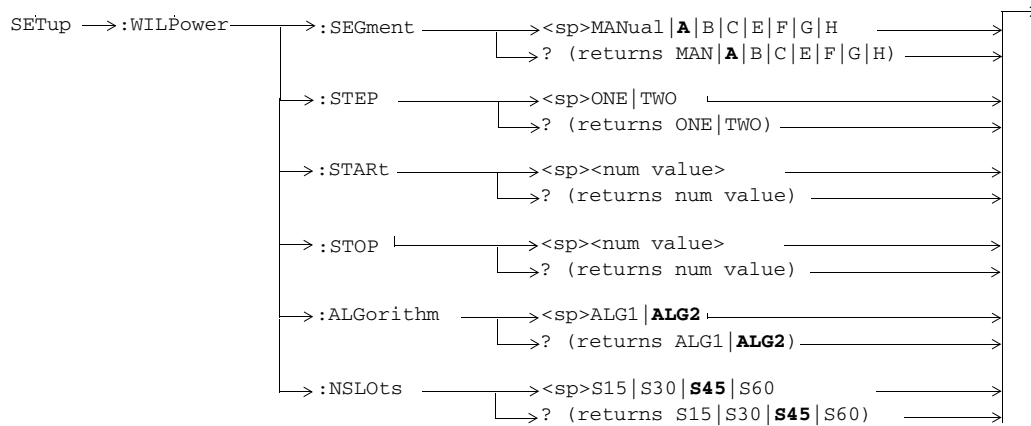 SETup :WILPower :SEGment <sp>MANual|A|B|C|E|F|G|H
? (returns MAN|A|B|C|E|F|G|H)
:STEP <sp>ONE|TWO
? (returns ONE|TWO)
:STARt <sp><num value>
? (returns num value)
:STOP <sp><num value>
? (returns num value)
:ALGorithm <sp>ALG1|ALG2
? (returns ALG1|ALG2)
:NSLOts <sp>S15|S30|S45|S60
? (returns S15|S30|S45|S60)